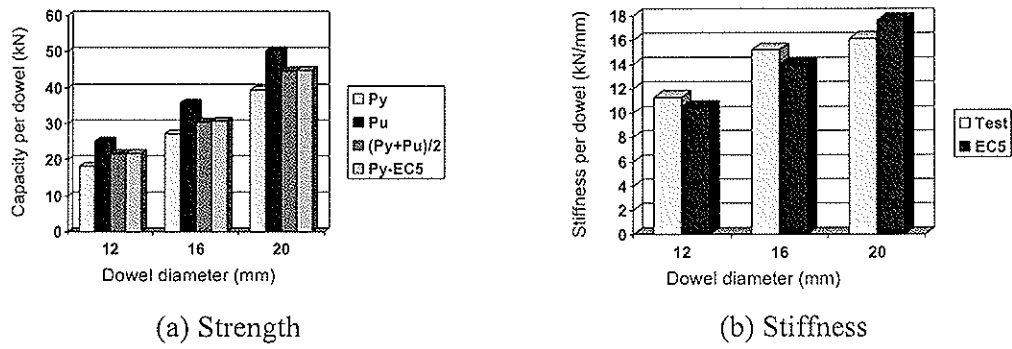 60
50
40
30
20
10
0
Capacity per dowel (kN)
12 16 20
Dowel diameter (mm)
Py
Pu
(Py+Pu)/2
Py-EC5
(a) Strength
18
16
14
12
10
8
6
4
2
0
Stiffness per dowel (kN/mm)
12 16 20
Dowel diameter (mm)
Test
EC5
(b) Stiffness